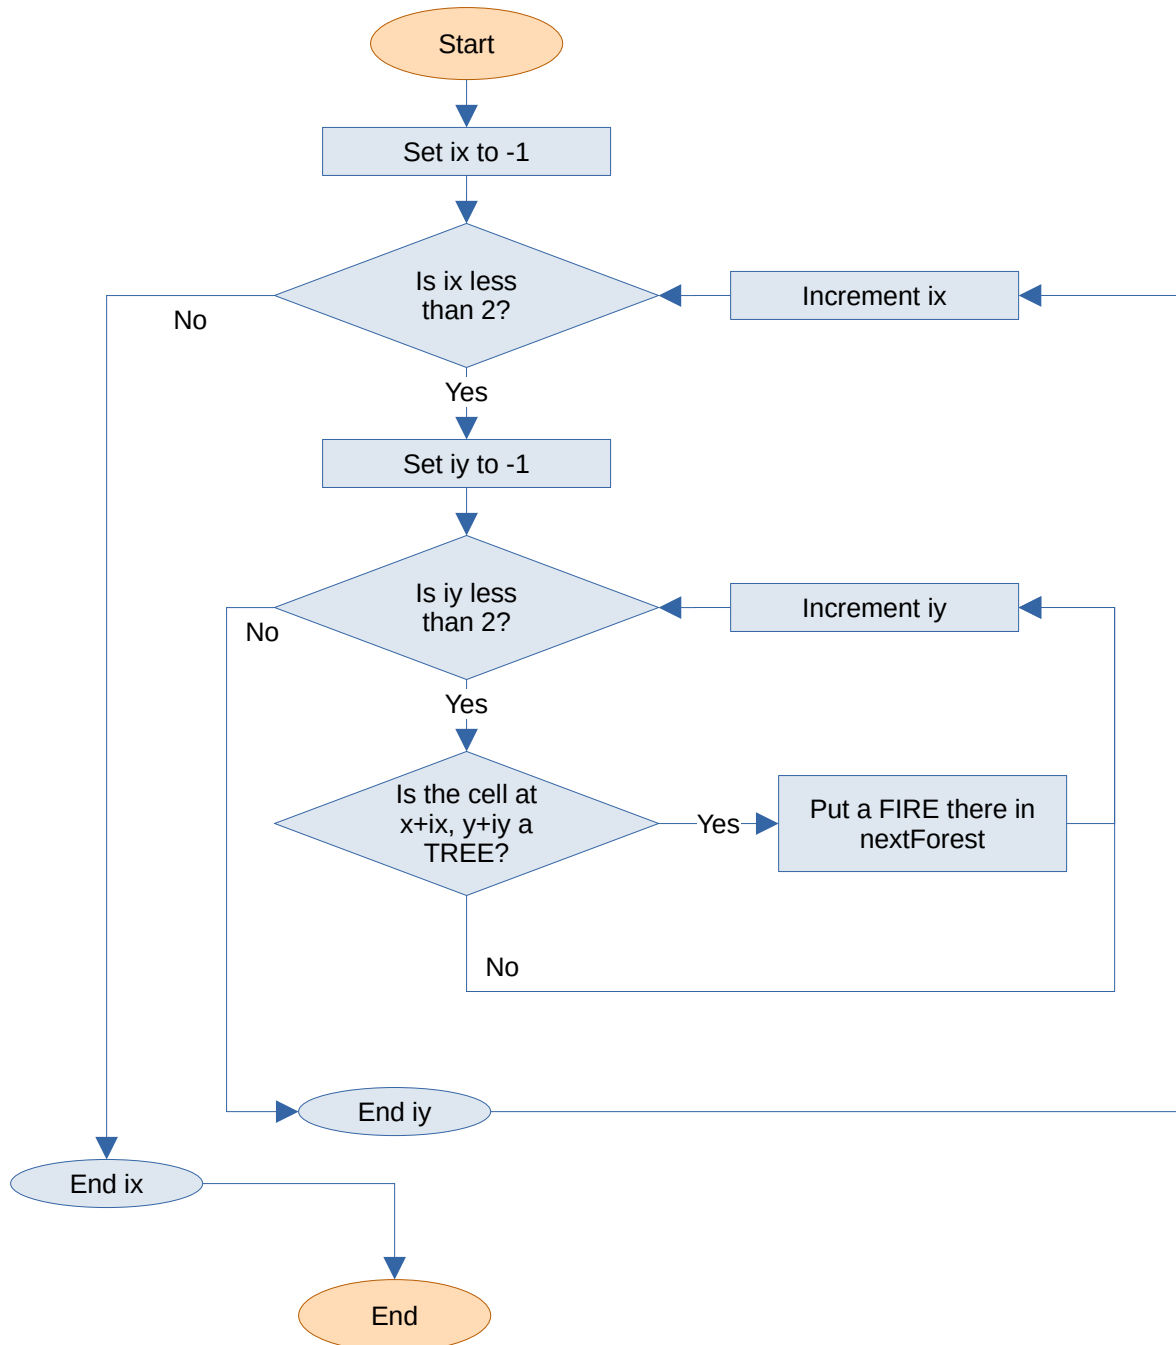 Start
Set ix to -1
Is ix less
than 2?
Increment ix
No
Yes
Set iy to -1
Is iy less
than 2?
Increment iy
No
Yes
Is the cell at
x+ix, y+iy a
TREE?
Yes
Put a FIRE there in
nextForest
No
End iy
End ix
End